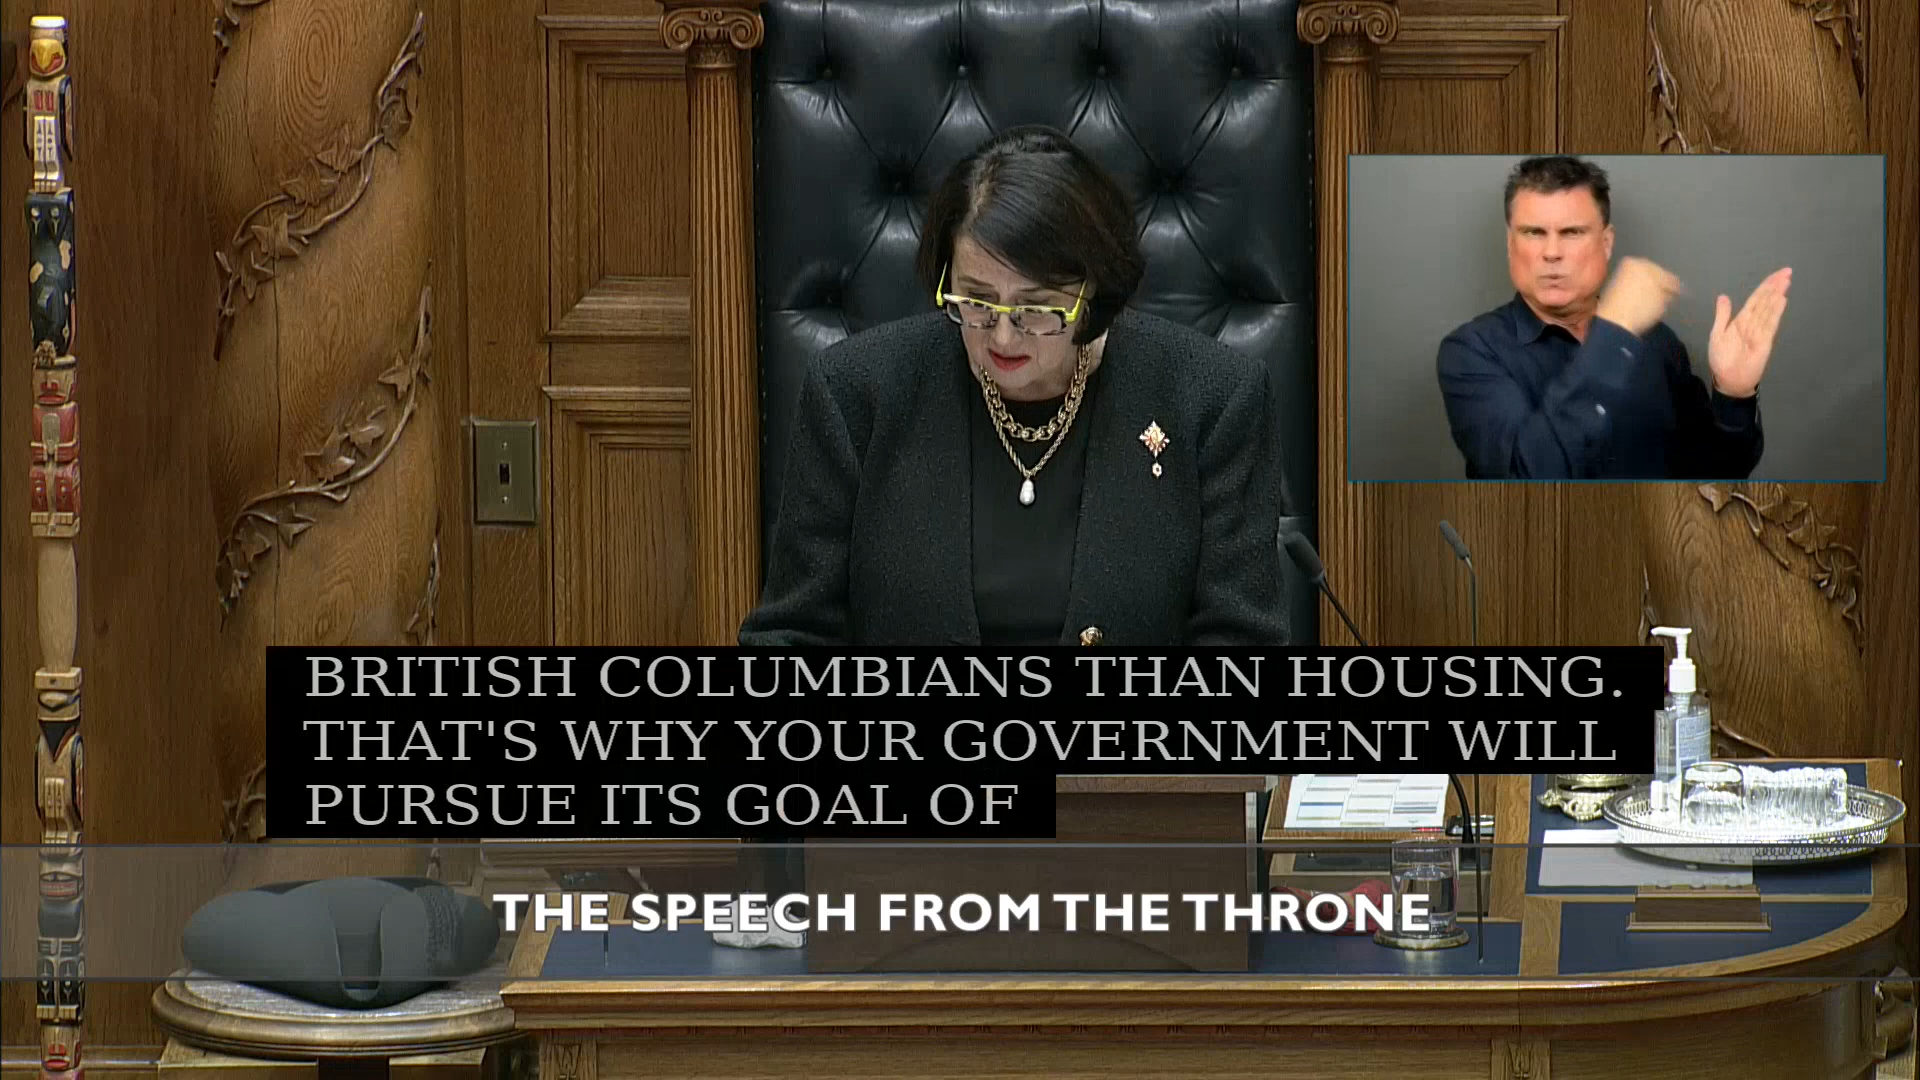 BRITISH COLUMBIANS THAN HOUSING.
THAT'S WHY YOUR GOVERNMENT WILL
PURSUE ITS GOAL OF
THE SPEECH FROM THE THRONE